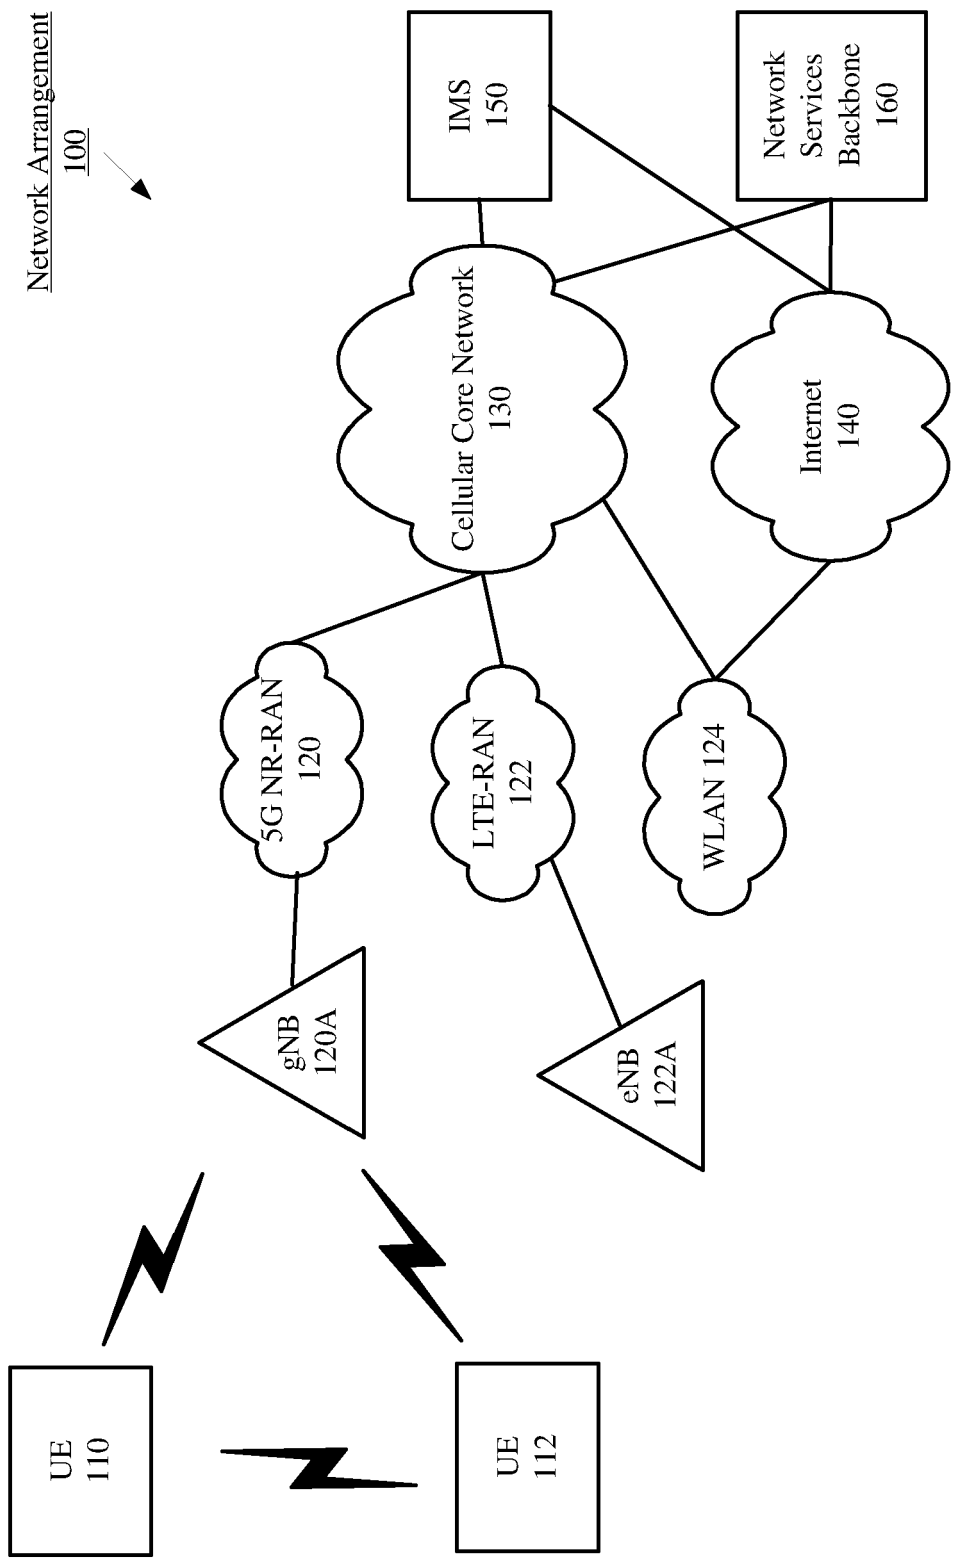 Network Arrangement
100
UE
110
UE
112
gNB
120A
eNB
122A
5G NR-RAN
120
LTE-RAN
122
WLAN 124
Cellular Core Network
130
Internet
140
IMS
150
Network
Services
Backbone
160